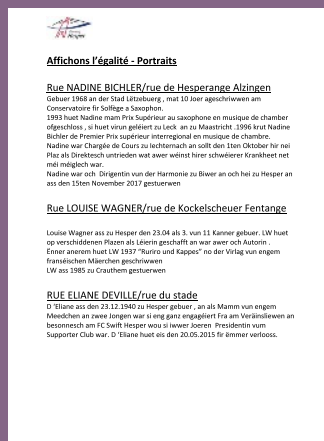 Affichons l'égalité - Portraits
Rue NADINE BICHLER/rue de Hesperange Alzingen
Gebuer 1968 an der Stad Lëtzebuerg , mat 10 Joer ageschriwwen am
Conservatoire fir Solfège a Saxophon.
1993 huet Nadine mam Prix Supérieur au saxophone en musique de chamber
ofgeschloss , si huet virun geléiert zu Leck an zu Maastricht .1996 krut Nadine
Bichler de Premier Prix supérieur interregional en musique de chambre.
Nadine war Chargée de Cours zu Iechternach an sollt den 1ten Oktober hir nei
Plaz als Direktesch untrieden wat awer wéinst hirer schwéierer Krankheet net
méi méiglech war.
Nadine war och Dirigentin vun der Harmonie zu Biwer an och hei zu Hesper an
ass den 15ten November 2017 gestuerwen
Rue LOUISE WAGNER/rue de Kockelscheuer Fentange
Louise Wagner ass zu Hesper den 23.04 als 3. vun 11 Kanner gebuer. LW huet
op verschiddenen Plazen als Léierin geschafft an war awer och Autorin .
Ënner anerem huet LW 1937 "Ruriro und Kappes" no der Virlag vun engem
franséischen Mäerchen geschriwwen
LW ass 1985 zu Crauthem gestuerwen
RUE ELIANE DEVILLE/rue du stade
D 'Eliane ass den 23.12.1940 zu Hesper gebuer , an als Mamm vun engem
Meedchen an zwee Jongen war si eng ganz engagéiert Fra am Veräinsliewen an
besonnesch am FC Swift Hesper wou si iwwer Joeren Presidentin vum
Supporter Club war. D 'Eliane huet eis den 20.05.2015 fir ëmmer verlooss.